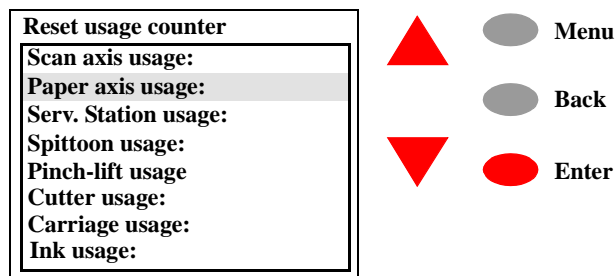 Reset usage counter
Scan axis usage:
Paper axis usage:
Serv. Station usage:
Spittoon usage:
Pinch-lift usage
Cutter usage:
Carriage usage:
Ink usage:
Menu
Back
Enter